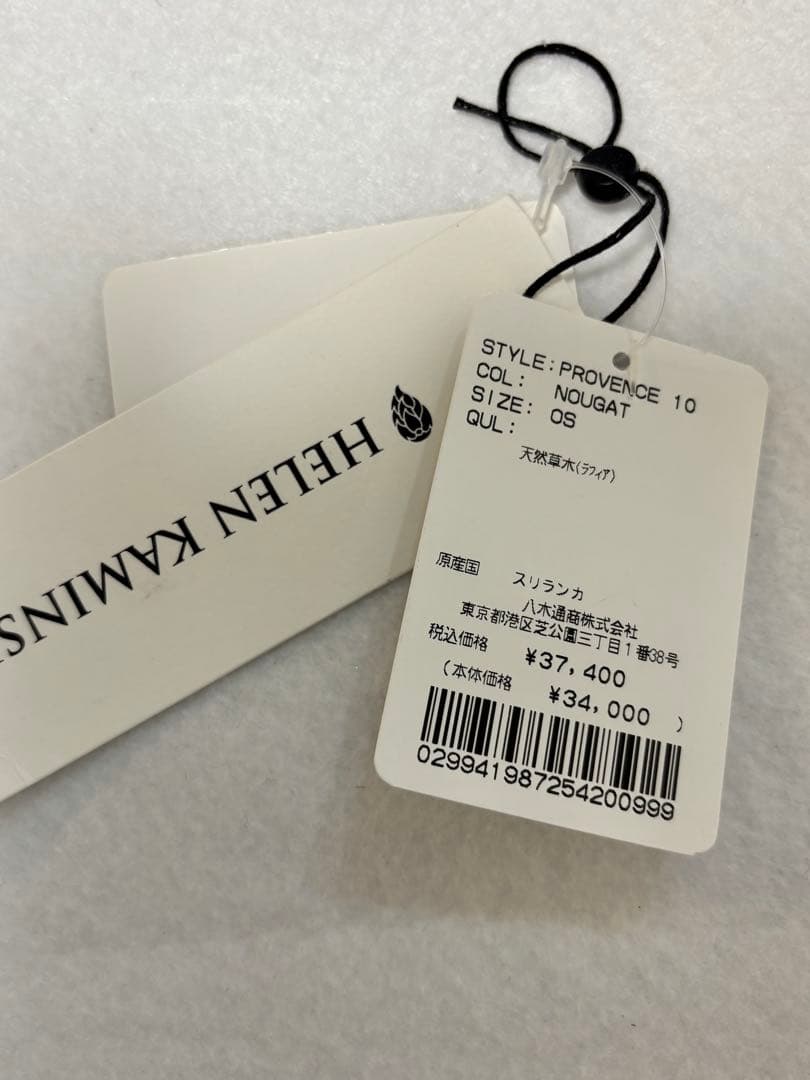 HELEN KAMINS
STYLE: PROVENCE 10
COL: NOUGAT
SIZE: OS
QUL:
天然草木(ラフィア)
原産国 スリランカ
八木通商株式会社
東京都港区芝公園三丁目1番38号
税込価格 ¥37,400
(本体価格 ¥34,000 )
029941987254200999